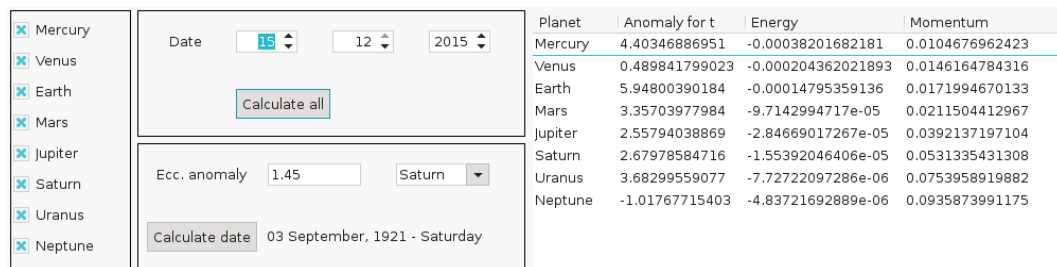 Mercury
Venus
Earth
Mars
Jupiter
Saturn
Uranus
Neptune
Date 15 12 2015
Calculate all
Ecc. anomaly 1.45 Saturn
Calculate date 03 September, 1921 - Saturday
Planet Anomaly for t Energy Momentum
Mercury 4.40346886951 -0.00038201682181 0.0104676962423
Venus 0.489841799023 -0.000204362021893 0.0146164784316
Earth 5.94800390184 -0.00014795359136 0.0171994670133
Mars 3.35703977984 -9.7142994717e-05 0.0211504412967
Jupiter 2.55794038869 -2.84669017267e-05 0.0392137197104
Saturn 2.67978584716 -1.55392046406e-05 0.0531335431308
Uranus 3.68299559077 -7.72722097286e-06 0.0753958919882
Neptune -1.01767715403 -4.83721692889e-06 0.0935873991175